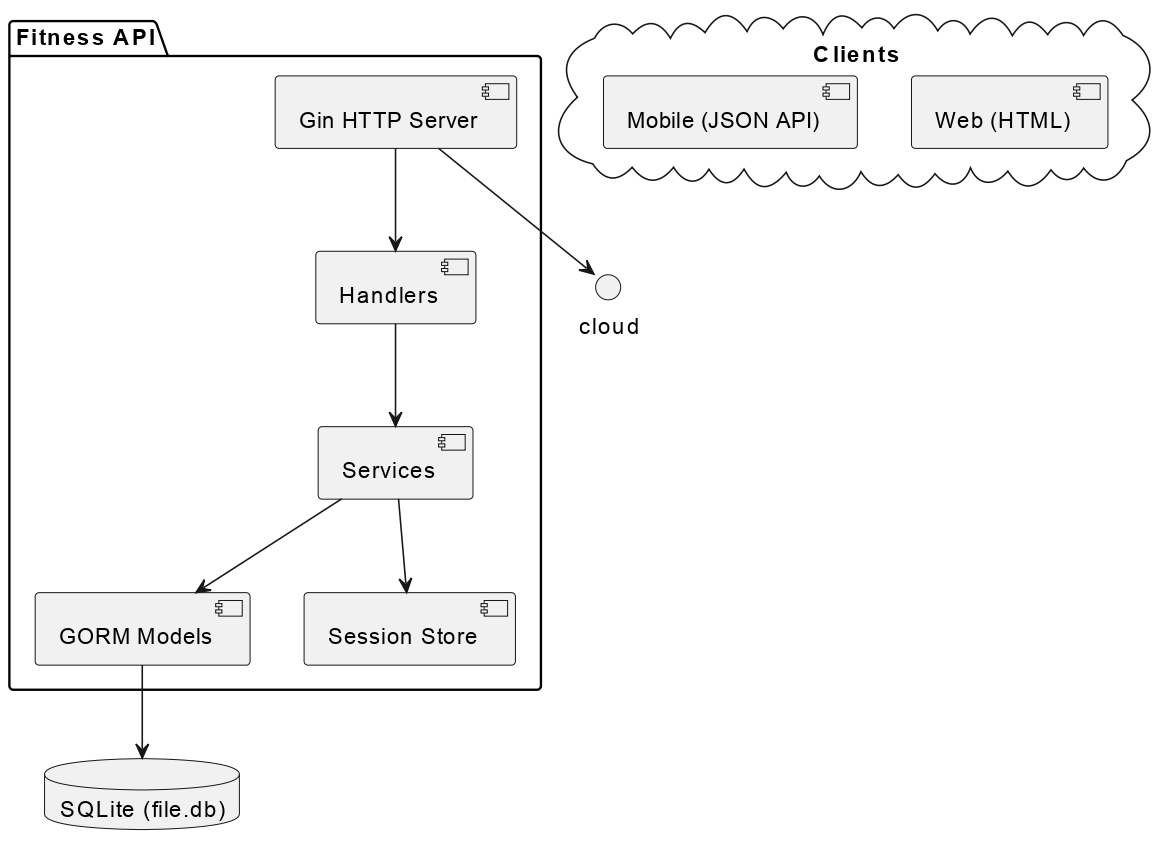 Fitness API
Clients
Gin HTTP Server
Mobile (JSON API)
Web (HTML)
Handlers
cloud
Services
GORM Models
Session Store
SQLite (file.db)